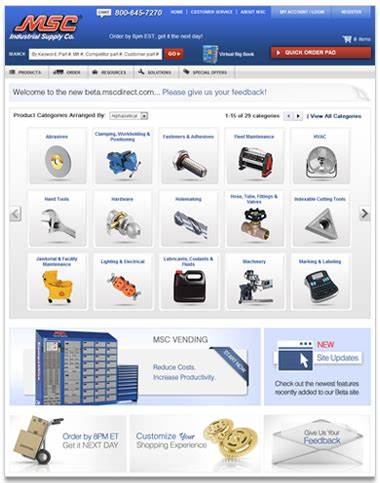 CHAT 800-645-7270
HOME | CUSTOMER SERVICE | ABOUT MSC
MY ACCOUNT / LOGIN
REGISTER
MSC
Industrial Supply Co.
Order by 8pm EST, get it the next day!
0 items
SEARCH
By Keyword, Part #, Mfr #, Competitor part #, Customer part #
GO
Virtual Big Book
QUICK ORDER PAD
PRODUCTS
ORDER
RESOURCES
SOLUTIONS
SPECIAL OFFERS
Welcome to the new beta.mscdirect.com... Please give us your feedback!
Product Categories Arranged By: Alphabetical
1-15 of 29 categories
| View All Categories
Abrasives
Clamping, Workholding & Positioning
Fasteners & Adhesives
Fleet Maintenance
HVAC
Hand Tools
Hardware
Holemaking
Hose, Tube, Fittings & Valves
Indexable Cutting Tools
Janitorial & Facility Maintenance
Lighting & Electrical
Lubricants, Coolants & Fluids
Machinery
Marking & Labeling
MSC
MSC VENDING
Reduce Costs.
Increase Productivity.
START NOW
NEW
Site Updates
Check out the newest features
recently added to our Beta site
Order by 8PM ET
Get it NEXT DAY
Customize Your
Shopping Experience
Give Us Your
Feedback